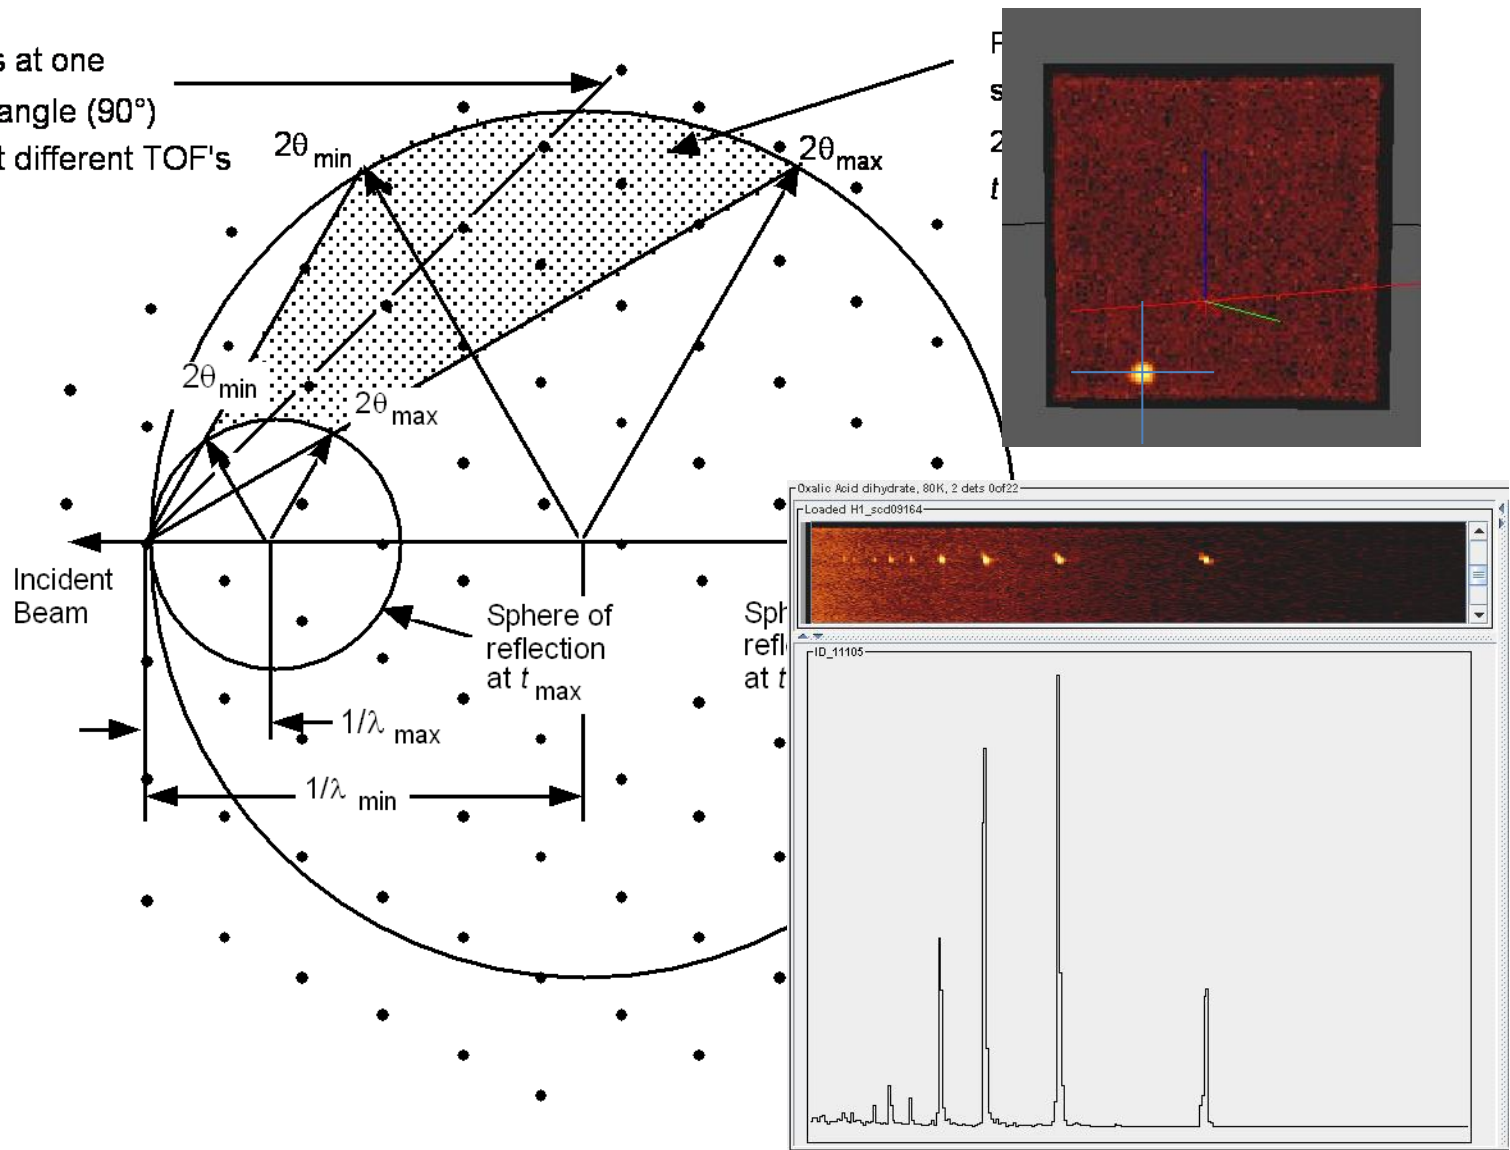 s at one
angle (90°)
t different TOF's
2θ min
2θ max
2
t
s
2θ min
2θ max
Incident
Beam
Sphere of
reflection
at t max
Sph
refl
at t
1/λ max
1/λ min
Oxalic Acid dihydrate, 80K, 2 dets 0of22
Loaded H1_scd09164
ID_11105